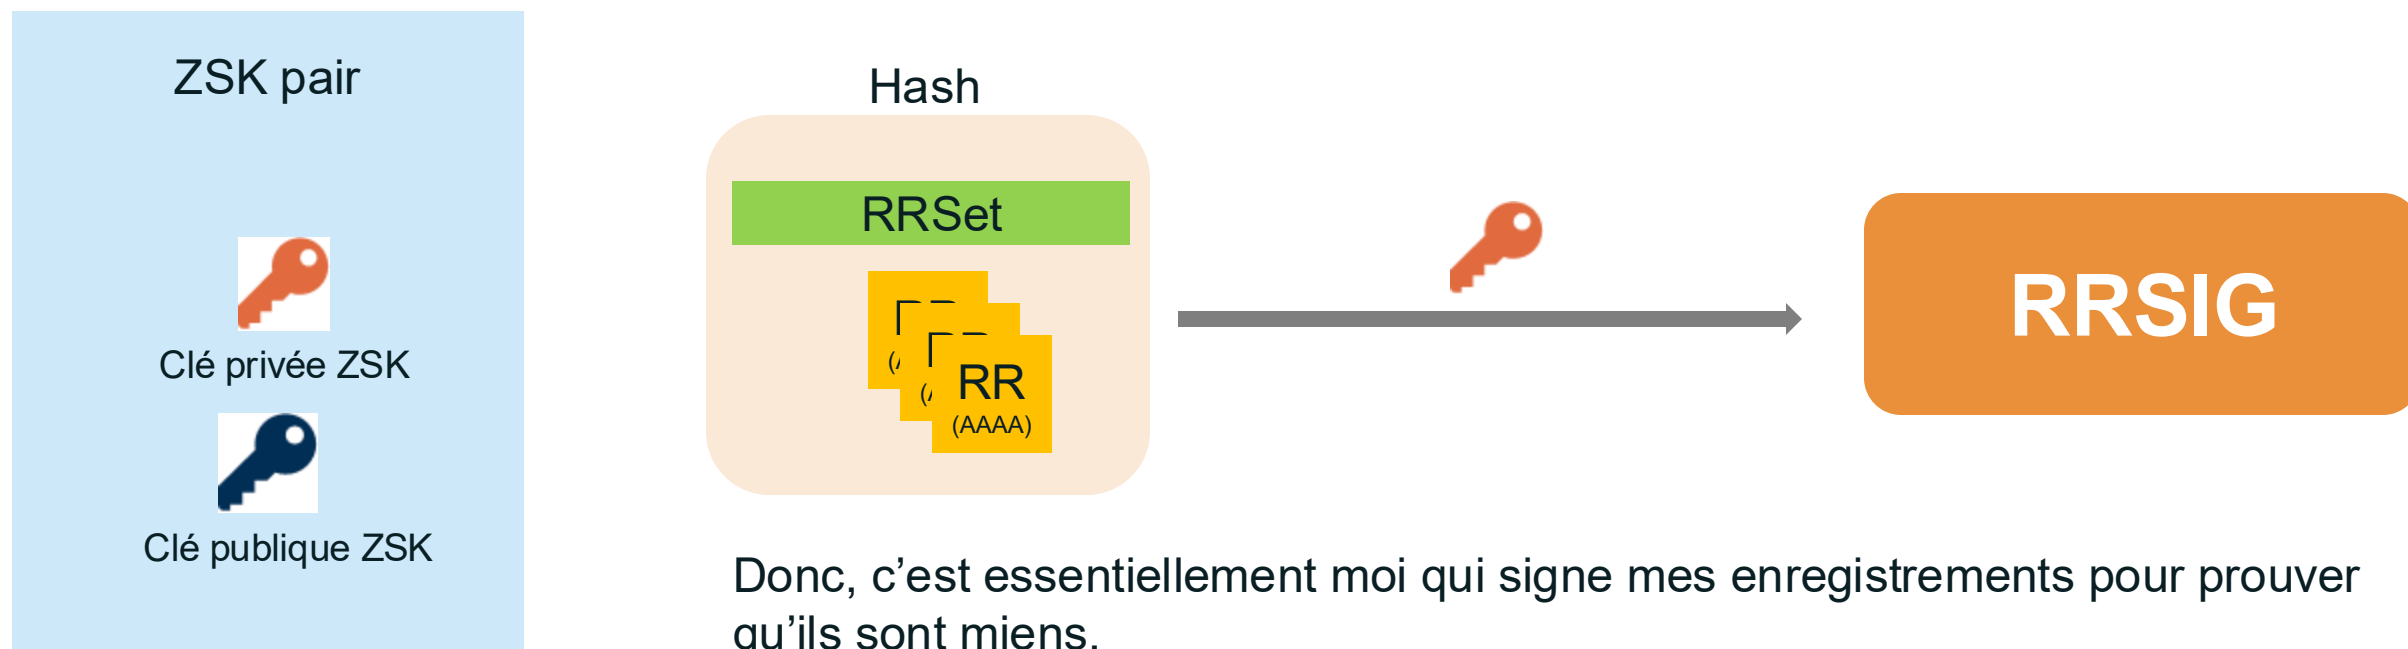 ZSK pair
Clé privée ZSK
Clé publique ZSK
Hash
RRSet
RR
(AAAA)
RRSIG
Donc, c’est essentiellement moi qui signe mes enregistrements pour prouver
qu’ils sont miens.